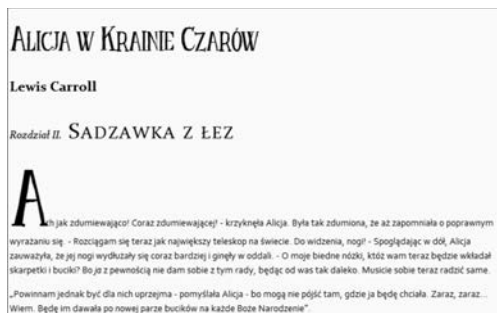 Alicja w Krainie Czarów
Lewis Carroll
Rozdział II. Sadzawka z łez
Ach jak zdumiewająco! Coraz zdumiewającej! - krzyknęła Alicja. Była tak zdumiona, że aż zapomniała o poprawnym
wyrażaniu się. - Rozciągam się teraz jak największy teleskop na świecie. Do widzenia, nogi! - Spoglądając w dół, Alicja
zauważyła, że jej nogi wydłużały się coraz bardziej i ginęły w oddali. - O moje biedne nóżki, któż wam teraz będzie wkładał
skarpetki i buciki? Bo ja z pewnością nie dam sobie z tym rady, będąc od was tak daleko. Musicie sobie teraz radzić same.
„Powinnam jednak być dla nich uprzejma - pomyślała Alicja - bo mogą nie pójść tam, gdzie ja będę chciała. Zaraz, zaraz...
Wiem. Będę im dawała po nowej parze bucików na każde Boże Narodzenie”.